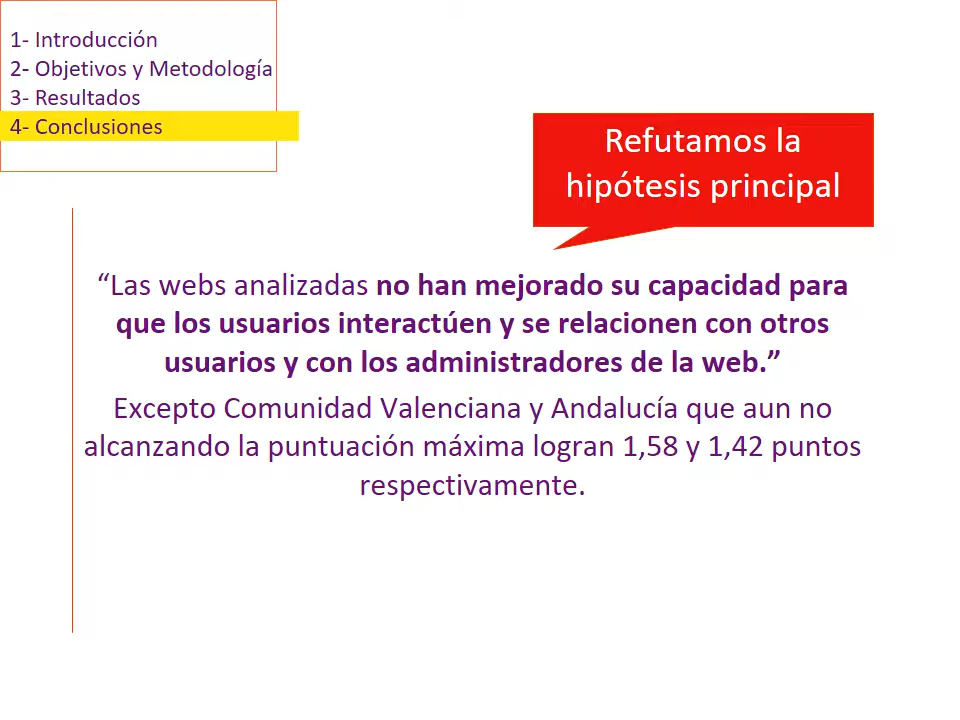 1- Introducción
2- Objetivos y Metodología
3- Resultados
4- Conclusiones
Refutamos la
hipótesis principal
“Las webs analizadas no han mejorado su capacidad para
que los usuarios interactúen y se relacionen con otros
usuarios y con los administradores de la web.”
Excepto Comunidad Valenciana y Andalucía que aun no
alcanzando la puntuación máxima logran 1,58 y 1,42 puntos
respectivamente.